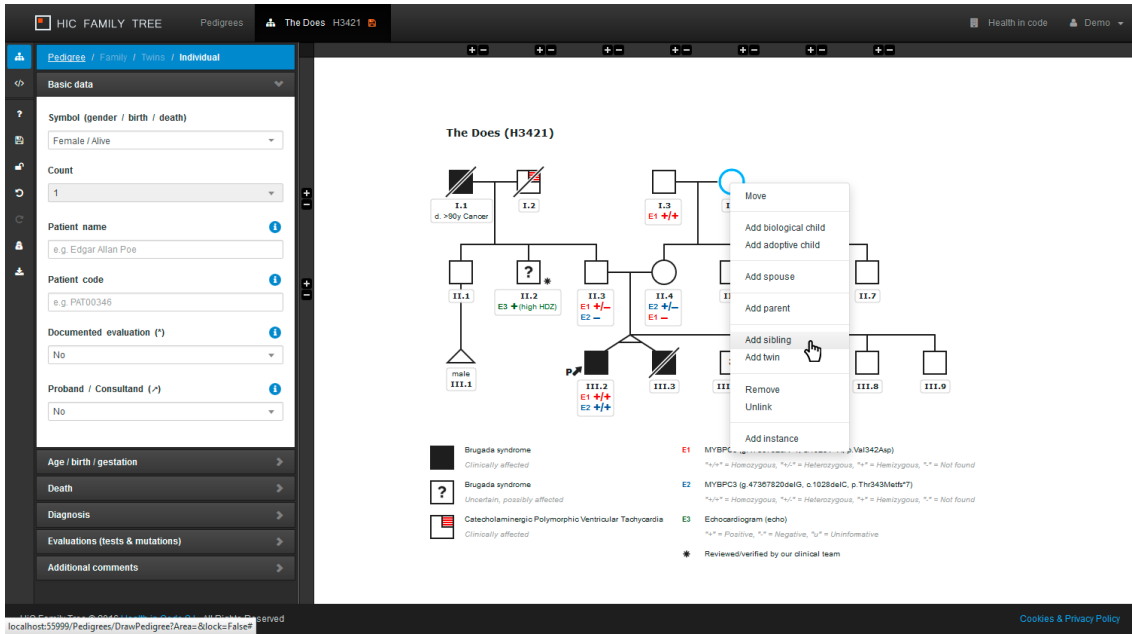 HIC FAMILY TREE
Pedigrees
The Does H3421
Health in code
Demo
Pedigree / Family / Twins / Individual
Basic data
Symbol (gender / birth / death)
Female / Alive
Count
1
Patient name
e.g. Edgar Allan Poe
Patient code
e.g. PAT00346
Documented evaluation (*)
No
Proband / Consultand (↗)
No
Age / birth / gestation
Death
Diagnosis
Evaluations (tests & mutations)
Additional comments
The Does (H3421)
I.1
d. >90y Cancer
I.2
I.3
E1 +/+
Move
Add biological child
Add adoptive child
Add spouse
Add parent
Add sibling
Add twin
Remove
Unlink
Add instance
II.1
?
*
II.2
E3 + (high HDZ)
II.3
E1 +/−
E2 −
II.4
E2 +/−
E1 −
II.7
male
III.1
P
III.2
E1 +/+
E2 +/+
III.3
III.8
III.9
Brugada syndrome
Clinically affected
?
Brugada syndrome
Uncertain, possibly affected
Catecholaminergic Polymorphic Ventricular Tachycardia
Clinically affected
E1
p.Val342Asp)
"+/+" = Homozygous, "+/-" = Heterozygous, "+" = Hemizygous, "-" = Not found
E2 MYBPC3 (g.47367820delG, c.1028delC, p.Thr343Metfs*7)
"+/+" = Homozygous, "+/-" = Heterozygous, "+" = Hemizygous, "-" = Not found
E3 Echocardiogram (echo)
"+" = Positive, "-" = Negative, "u" = Uninformative
* Reviewed/verified by our clinical team
All Rights Reserved
Cookies & Privacy Policy
localhost:55999/Pedigrees/DrawPedigree?Area=&lock=False#